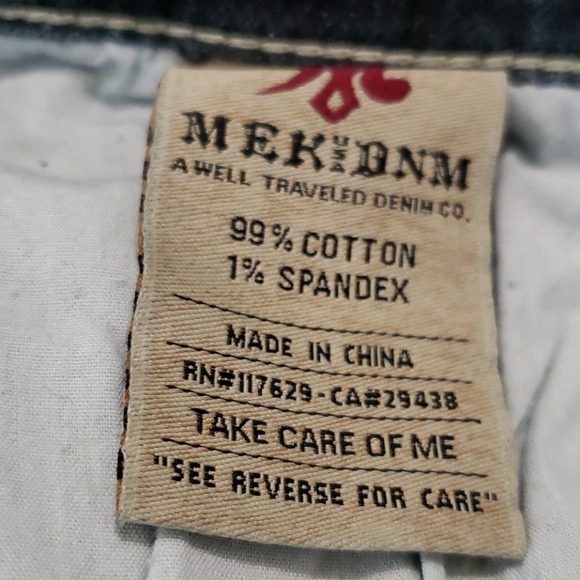 MEK USA DNM
A WELL TRAVELED DENIM CO.
99% COTTON
1% SPANDEX
MADE IN CHINA
RN#117629-CA#29438
TAKE CARE OF ME
"SEE REVERSE FOR CARE"